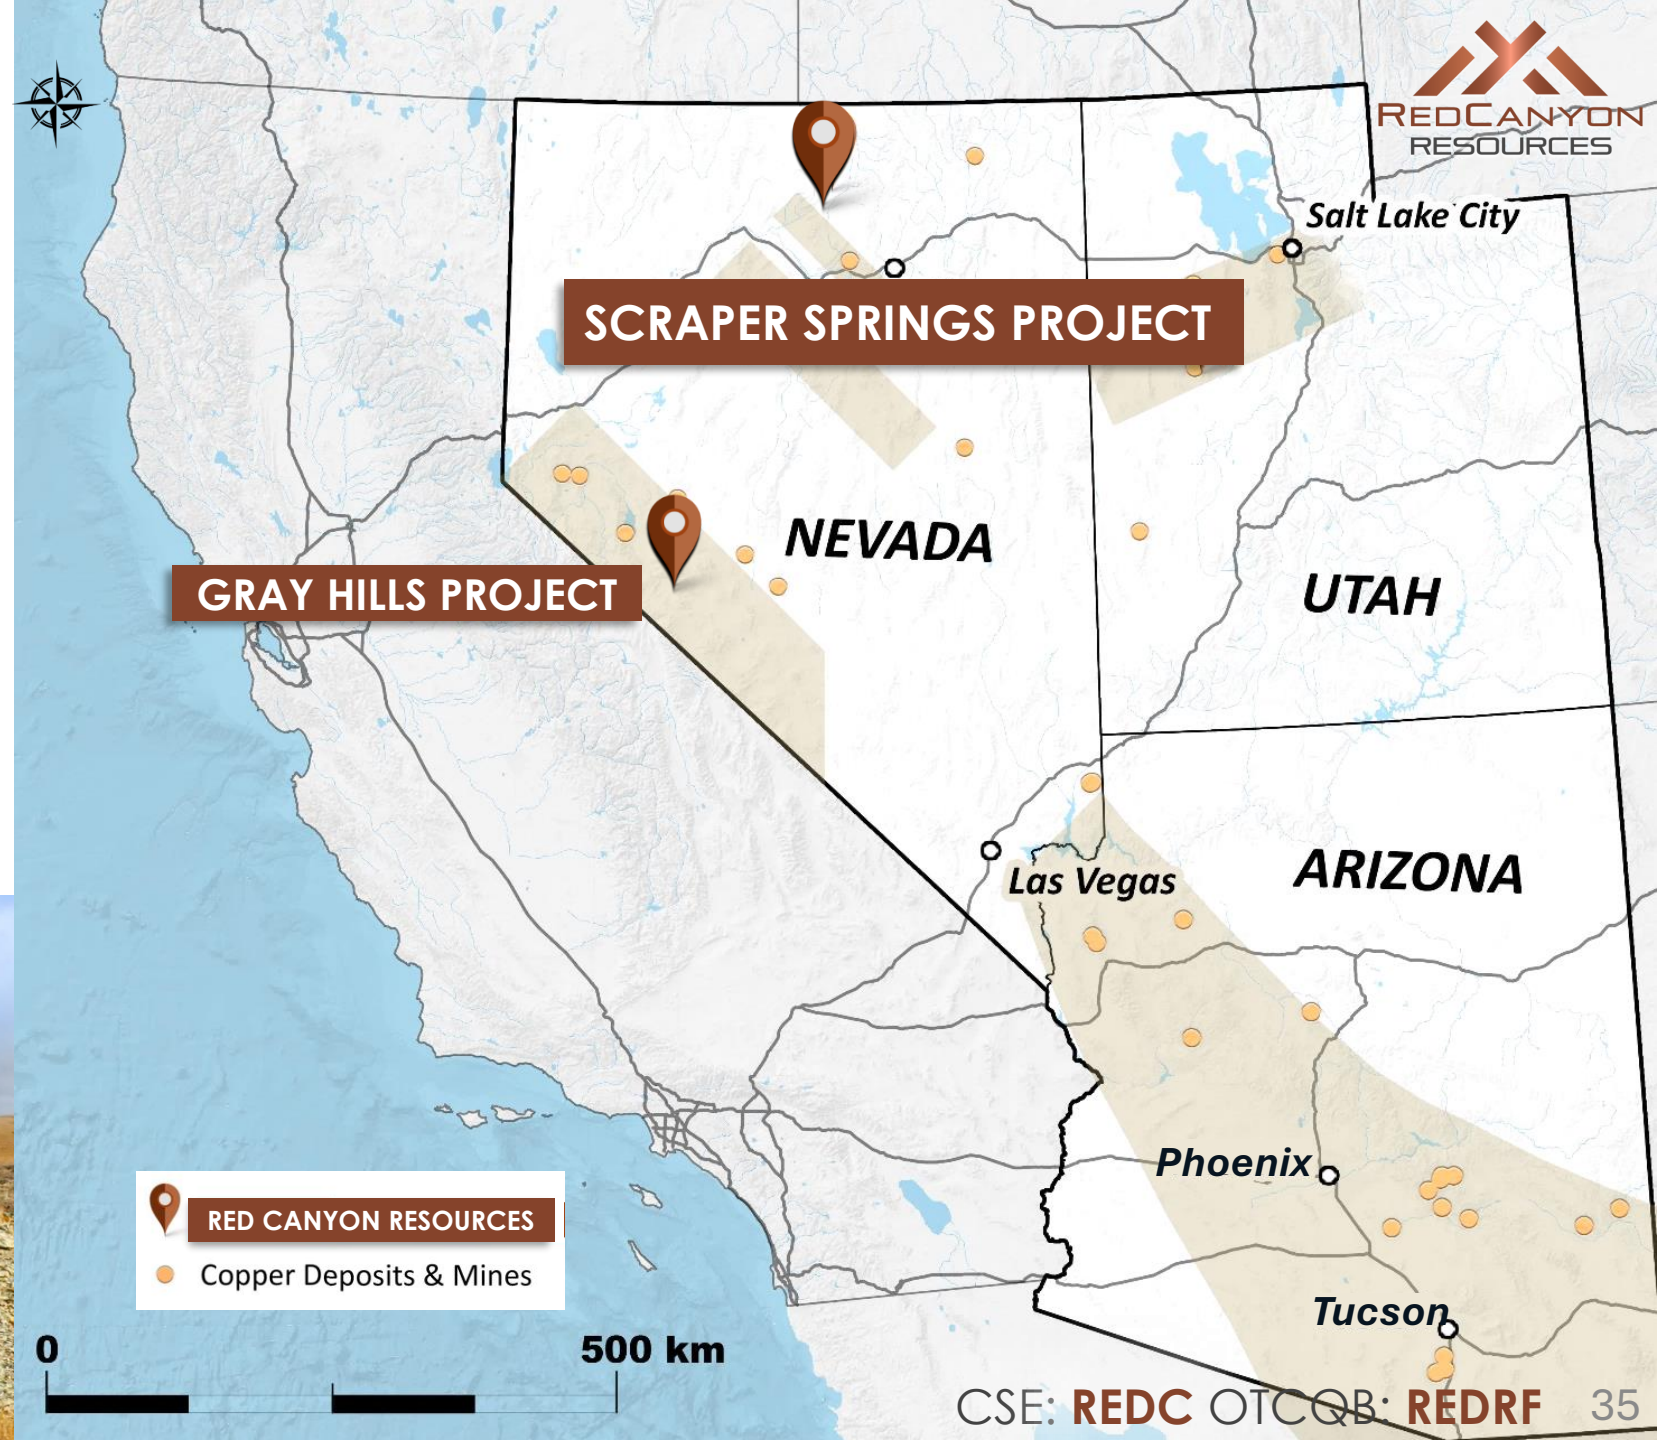 REDCANYON
RESOURCES
Salt Lake City
SCRAPER SPRINGS PROJECT
NEVADA
GRAY HILLS PROJECT
UTAH
ARIZONA
Las Vegas
Phoenix
RED CANYON RESOURCES
Copper Deposits & Mines
Tucson
0 500 km
CSE: REDC OTCQB: REDRF 35